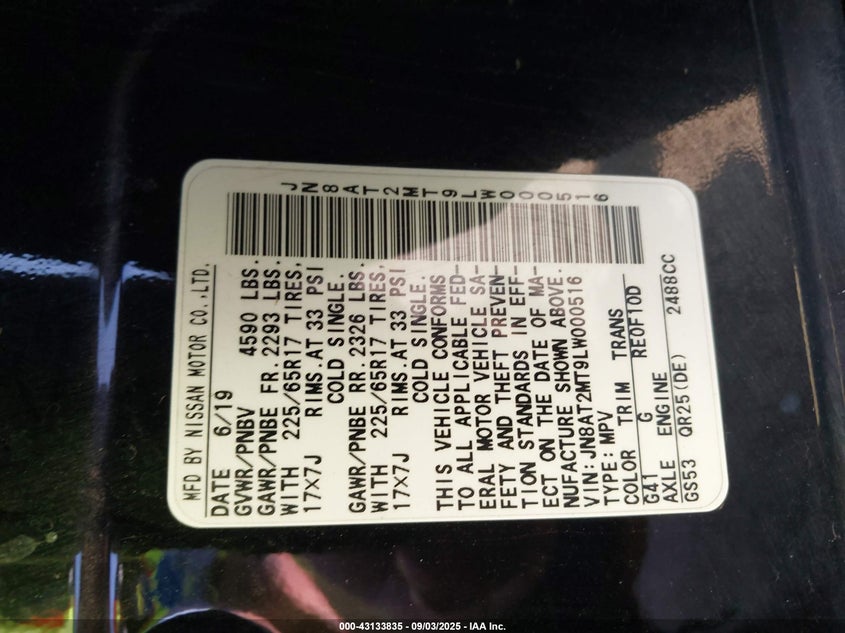 MFD BY NISSAN MOTOR CO.,LTD.
DATE 6/19
GVWR/PNBV 4590 LBS.
GAWR/PNBE FR. 2293 LBS.
WITH 225/65R17 TIRES,
17X7J RIMS.AT 33 PSI
COLD SINGLE.
GAWR/PNBE RR. 2326 LBS.
WITH 225/65R17 TIRES,
17X7J RIMS.AT 33 PSI
COLD SINGLE.
THIS VEHICLE CONFORMS
TO ALL APPLICABLE FED-
ERAL MOTOR VEHICLE SA-
FETY AND THEFT PREVEN-
TION STANDARDS IN EFF-
ECT ON THE DATE OF MA-
NUFACTURE SHOWN ABOVE.
VIN:JN8AT2MT9LW000516
TYPE:MPV
COLOR TRIM TRANS
G41 G RE0F10D
AXLE ENGINE
GS53 QR25(DE) 2488CC
JN8AT2MT9LW000516
000-43133835 - 09/03/2025 - IAA Inc.